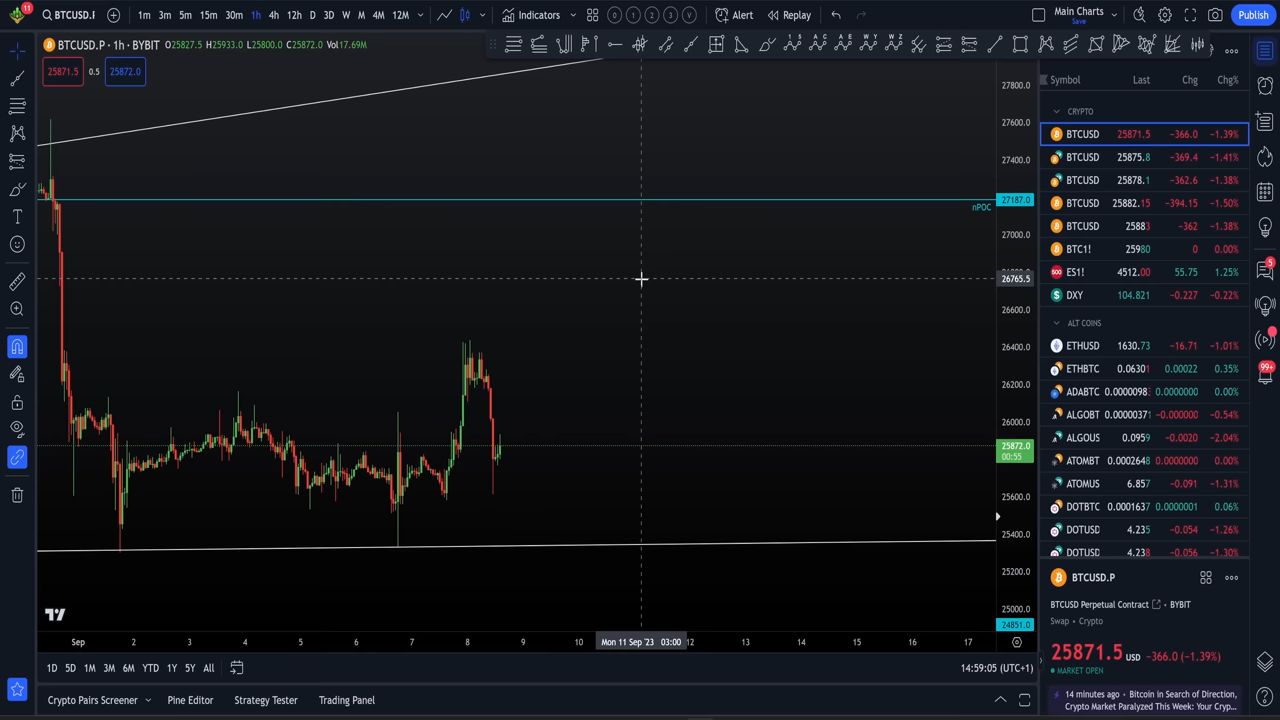 11
BTCUSD.P
1m 3m 5m 15m 30m 1h 4h 12h D 3D W M 4M 12M
Indicators
Alert
Replay
Main Charts
Save
Publish
BTCUSD.P · 1h · BYBIT O25827.5 H25933.0 L25800.0 C25872.0 Vol17.69M
25871.5 0.5 25872.0
27800.0
27600.0
27400.0
27187.0
nPOC
27000.0
26765.5
26600.0
26400.0
26200.0
26000.0
25872.0
00:55
25600.0
25400.0
25200.0
25000.0
24851.0
Sep 2 3 4 5 6 7 8 9 10 Mon 11 Sep '23 03:00 12 13 14 15 16 17
1D 5D 1M 3M 6M YTD 1Y 5Y All
14:59:05 (UTC+1)
Crypto Pairs Screener Pine Editor Strategy Tester Trading Panel
Symbol Last Chg Chg%
CRYPTO
BTCUSD 25871.5 −366.0 −1.39%
BTCUSD 25875.8 −369.4 −1.41%
BTCUSD 25878.1 −362.6 −1.38%
BTCUSD 25882.15 −394.15 −1.50%
BTCUSD 25883 −362 −1.38%
BTC1! 25980 0 0.00%
ES1! 4512.00 55.75 1.25%
DXY 104.821 −0.227 −0.22%
ALT COINS
ETHUSD 1630.73 −16.71 −1.01%
ETHBTC 0.06301 0.00022 0.35%
ADABTC 0.0000098 0.0000000 0.00%
ALGOBT 0.0000037 −0.000000 −0.54%
ALGOUS 0.0959 −0.0020 −2.04%
ATOMBT 0.0002648 0.0000000 0.00%
ATOMUS 6.857 −0.091 −1.31%
DOTBTC 0.0001637 0.0000001 0.06%
DOTUSD 4.235 −0.054 −1.26%
DOTUSD 4.238 −0.056 −1.30%
BTCUSD.P
BTCUSD Perpetual Contract BYBIT
Swap • Crypto
25871.5 USD −366.0 (−1.39%)
MARKET OPEN
14 minutes ago • Bitcoin in Search of Direction,
Crypto Market Paralyzed This Week: Your Cryp...
5
99+